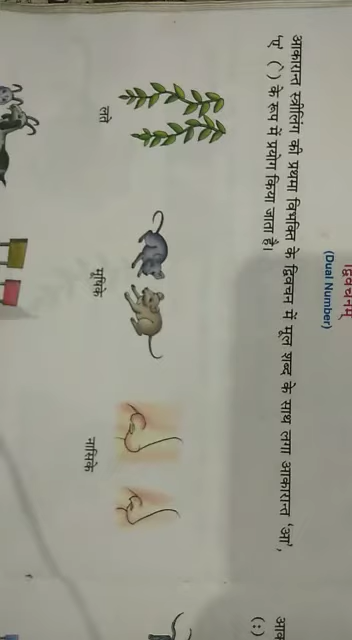 द्विवचनम्
(Dual Number)
आकारान्त स्त्रीलिंग की प्रथमा विभक्ति के द्विवचन में मूल शब्द के साथ लगा आकारान्त 'आ',
'ए' (े) के रूप में प्रयोग किया जाता है।
लते
मूषिके
नासिके
(:)